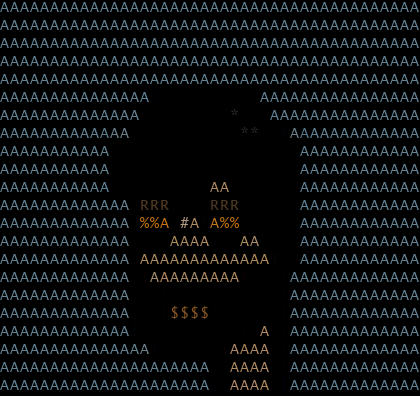 AAAAAAAAAAAAAAAAAAAAAAAAAAAAAAAAAAAAAAAAAA
AAAAAAAAAAAAAAAAAAAAAAAAAAAAAAAAAAAAAAAAAA
AAAAAAAAAAAAAAAAAAAAAAAAAAAAAAAAAAAAAAAAAA
AAAAAAAAAAAAAAAAAAAAAAAAAAAAAAAAAAAAAAAAAA
AAAAAAAAAAAAAAAAAAAAAAAAAAAAAAAAAAAAAAAAAA
AAAAAAAAAAAAAAA           AAAAAAAAAAAAAAAA
AAAAAAAAAAAAAA         *   AAAAAAAAAAAAAAA
AAAAAAAAAAAAA           **   AAAAAAAAAAAAA
AAAAAAAAAAA                   AAAAAAAAAAAA
AAAAAAAAAAA                   AAAAAAAAAAAA
AAAAAAAAAAA          AA       AAAAAAAAAAAA
AAAAAAAAAAAAA RRR    RRR      AAAAAAAAAAAA
AAAAAAAAAAAAA %%A #A A%%      AAAAAAAAAAAA
AAAAAAAAAAAAA    AAAA   AA    AAAAAAAAAAAA
AAAAAAAAAAAAA AAAAAAAAAAAAA   AAAAAAAAAAAA
AAAAAAAAAAAAA  AAAAAAAAA     AAAAAAAAAAAAA
AAAAAAAAAAAAA                AAAAAAAAAAAAA
AAAAAAAAAAAAA    $$$$        AAAAAAAAAAAAA
AAAAAAAAAAAAA             A  AAAAAAAAAAAAA
AAAAAAAAAAAAAAA        AAAA  AAAAAAAAAAAAA
AAAAAAAAAAAAAAAAAAAAA  AAAA  AAAAAAAAAAAAA
AAAAAAAAAAAAAAAAAAAAA  AAAA  AAAAAAAAAAAAA